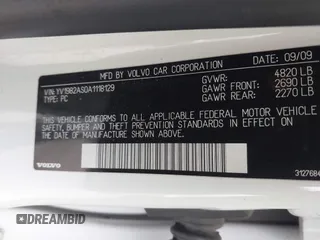 MFD. BY VOLVO CAR CORPORATION 09/09
VIN: YV1982AS0A1118129 GVWR: 4820 LB
TYPE: PC GAWR FRONT: 2690 LB
GAWR REAR: 2270 LB
THIS VEHICLE CONFORMS TO ALL APPLICABLE FEDERAL MOTOR VEHICLE
SAFETY, BUMPER AND THEFT PREVENTION STANDARDS IN EFFECT ON
THE DATE OF MANUFACTURE SHOWN ABOVE.
VOLVO 3127684
DREAMBID